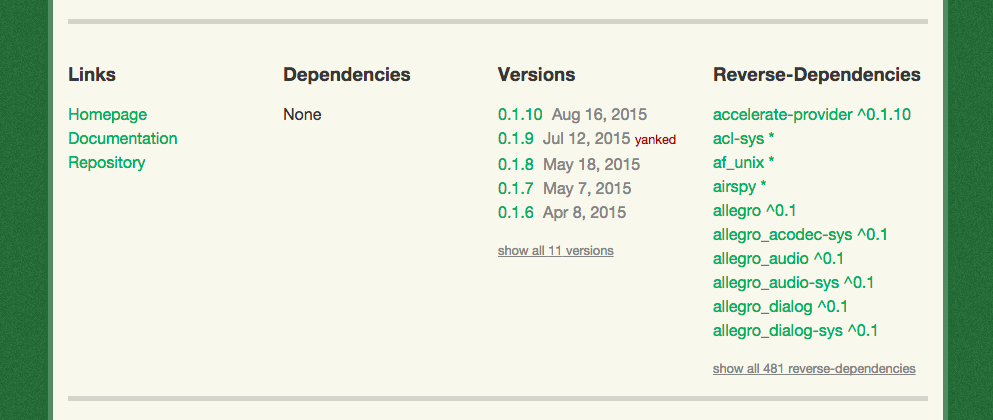 Links
Homepage
Documentation
Repository
Dependencies
None
Versions
0.1.10 Aug 16, 2015
0.1.9 Jul 12, 2015 yanked
0.1.8 May 18, 2015
0.1.7 May 7, 2015
0.1.6 Apr 8, 2015
show all 11 versions
Reverse-Dependencies
accelerate-provider ^0.1.10
acl-sys *
af_unix *
airspy *
allegro ^0.1
allegro_acodec-sys ^0.1
allegro_audio ^0.1
allegro_audio-sys ^0.1
allegro_dialog ^0.1
allegro_dialog-sys ^0.1
show all 481 reverse-dependencies